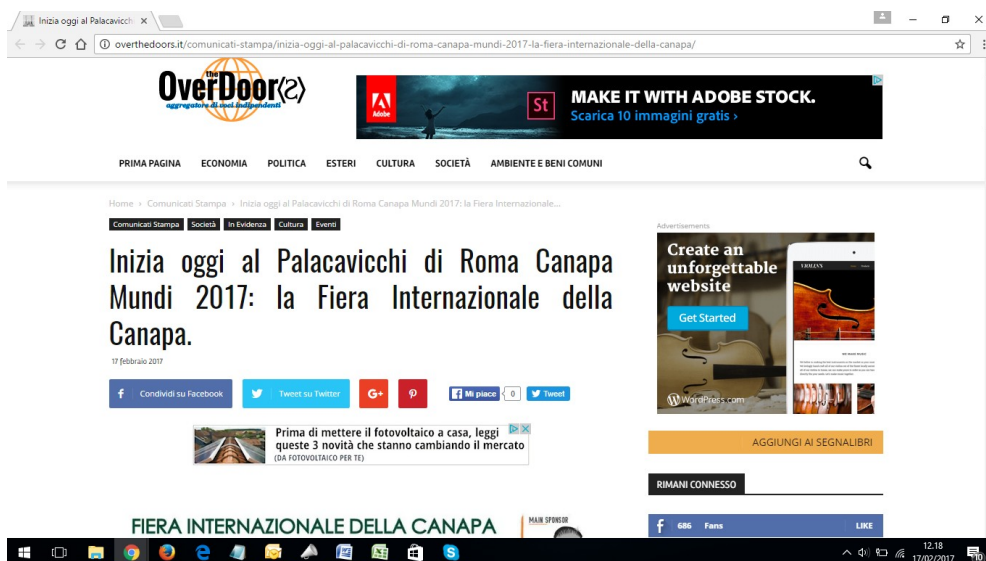 Inizia oggi al Palacavicch
overthedoors.it/comunicati-stampa/inizia-oggi-al-palacavicchi-di-roma-canapa-mundi-2017-la-fiera-internazionale-della-canapa/
the
OverDoor(2)
aggregatore di voci indipendenti
Adobe
St
MAKE IT WITH ADOBE STOCK.
Scarica 10 immagini gratis ›
PRIMA PAGINA ECONOMIA POLITICA ESTERI CULTURA SOCIETÀ AMBIENTE E BENI COMUNI
Home › Comunicati Stampa › Inizia oggi al Palacavicchi di Roma Canapa Mundi 2017: la Fiera Internazionale...
Comunicati Stampa Società In Evidenza Cultura Eventi
Inizia oggi al Palacavicchi di Roma Canapa
Mundi 2017: la Fiera Internazionale della
Canapa.
17 febbraio 2017
Condividi su Facebook Tweet su Twitter G+ Mi piace 0 Tweet
Prima di mettere il fotovoltaico a casa, leggi
queste 3 novità che stanno cambiando il mercato
(DA FOTOVOLTAICO PER TE)
FIERA INTERNAZIONALE DELLA CANAPA
MAIN SPONSOR
Advertisements
Create an
unforgettable
website
Get Started
WordPress.com
AGGIUNGI AI SEGNALIBRI
RIMANI CONNESSO
686 Fans LIKE
12.18
17/02/2017
10